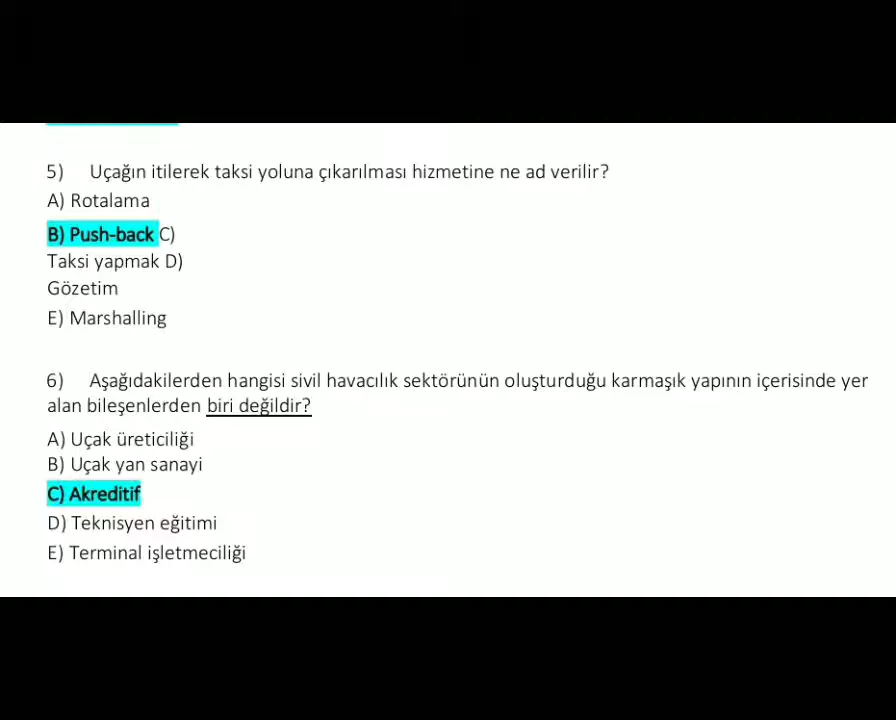 5) Uçağın itilerek taksi yoluna çıkarılması hizmetine ne ad verilir?
A) Rotalama
B) Push-back C)
Taksi yapmak D)
Gözetim
E) Marshalling
6) Aşağıdakilerden hangisi sivil havacılık sektörünün oluşturduğu karmaşık yapının içerisinde yer
alan bileşenlerden biri değildir?
A) Uçak üreticiliği
B) Uçak yan sanayi
C) Akreditif
D) Teknisyen eğitimi
E) Terminal işletmeciliği